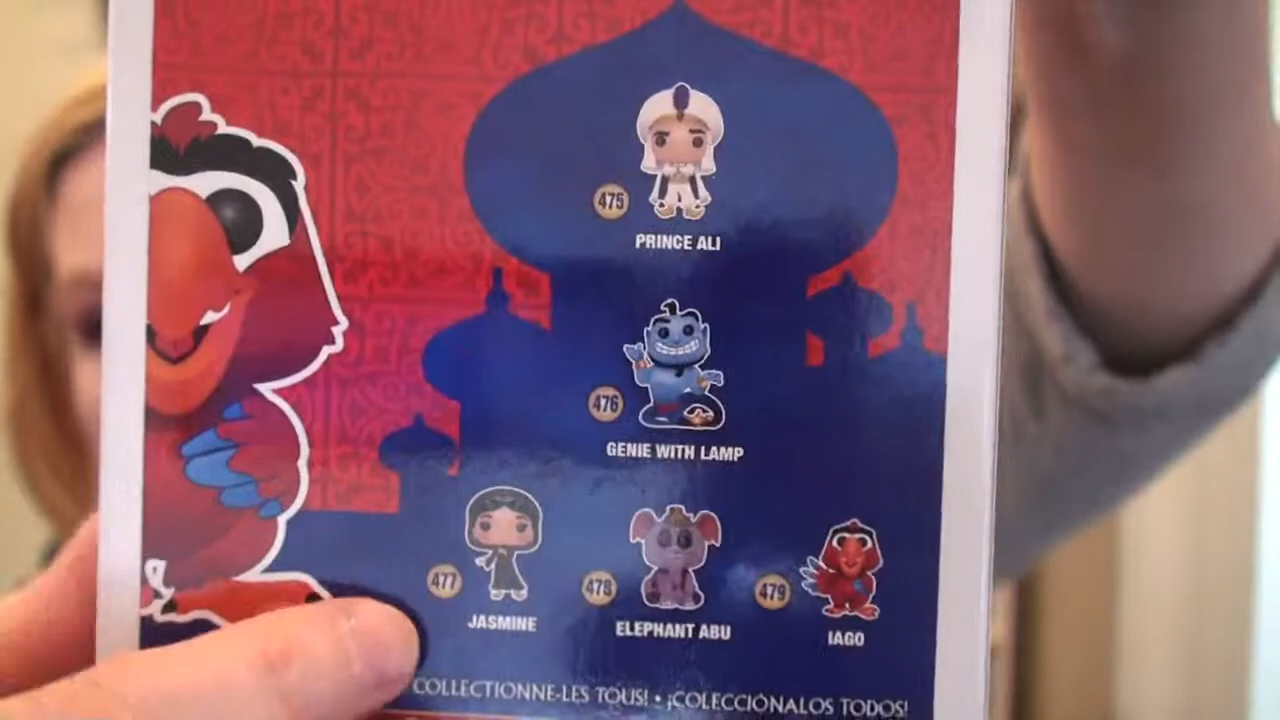 475
PRINCE ALI
476
GENIE WITH LAMP
477
JASMINE
478
ELEPHANT ABU
479
IAGO
COLLECTIONNE-LES TOUS! • ¡COLECCIÓNALOS TODOS!